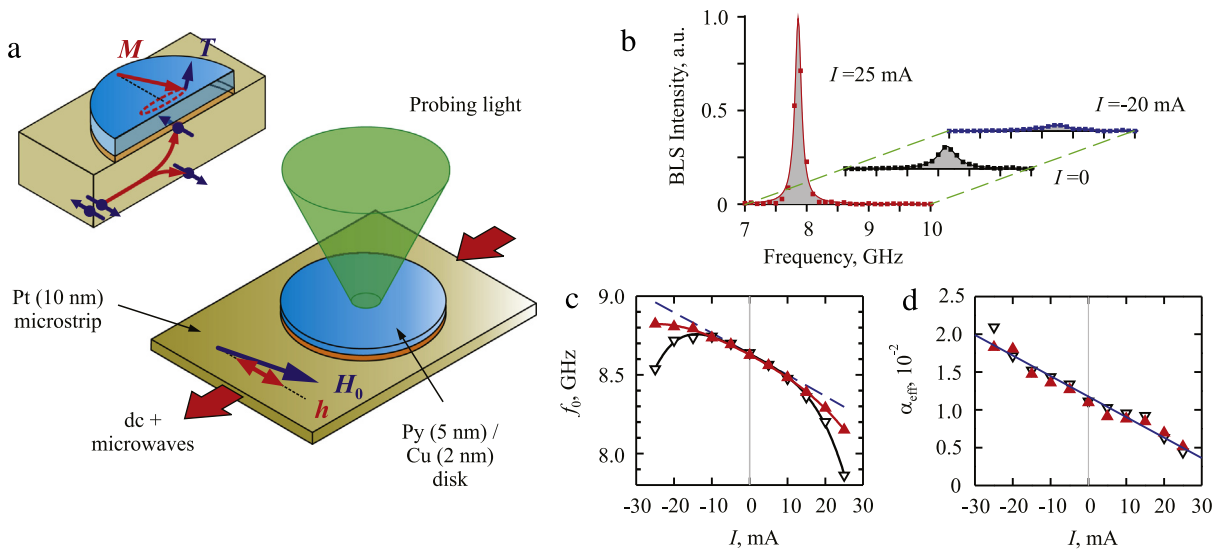 a
M
T
Probing light
Pt (10 nm)
microstrip
H₀
h
dc +
microwaves
Py (5 nm) /
Cu (2 nm)
disk
b
BLS Intensity, a.u.
1.0
0.5
0
I =25 mA
I =-20 mA
I =0
7 8 9 10
Frequency, GHz
c
f₀, GHz
9.0
8.5
8.0
-30 -20 -10 0 10 20 30
I, mA
d
αeff, 10⁻²
2.5
2.0
1.5
1.0
0.5
0
-30 -20 -10 0 10 20 30
I, mA